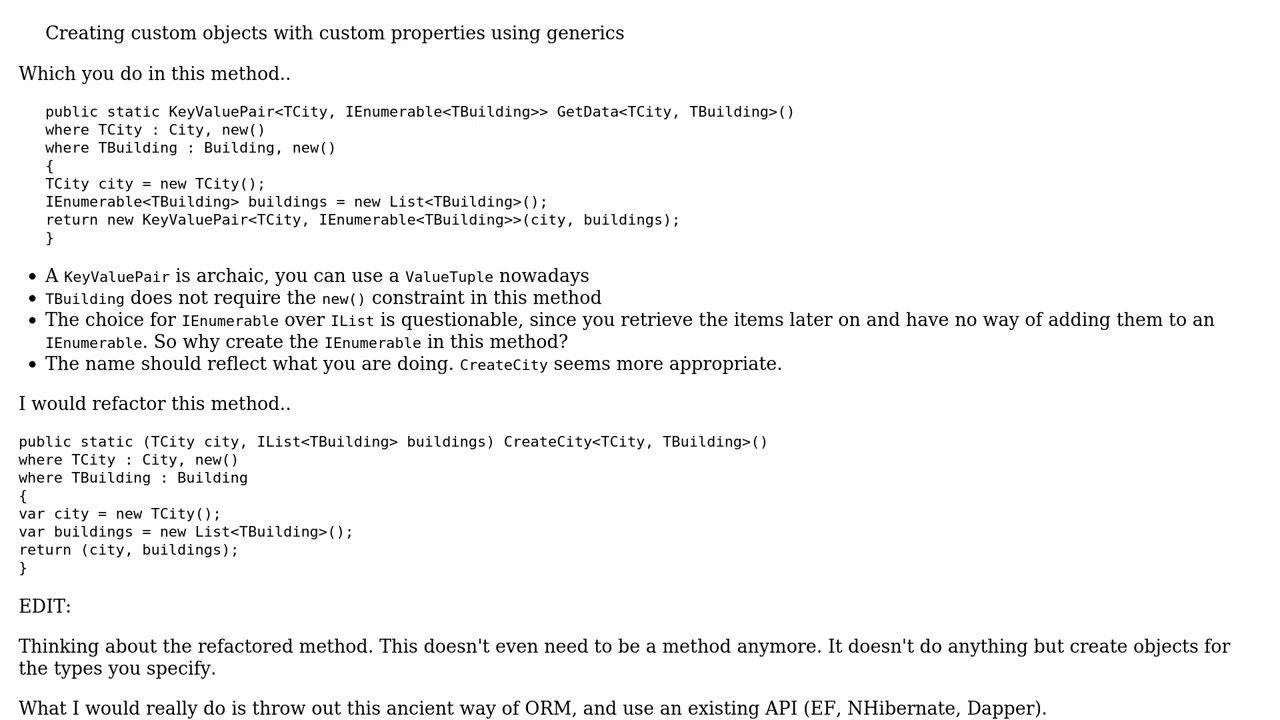 Creating custom objects with custom properties using generics
Which you do in this method..
public static KeyValuePair<TCity, IEnumerable<TBuilding>> GetData<TCity, TBuilding>()
where TCity : City, new()
where TBuilding : Building, new()
{
TCity city = new TCity();
IEnumerable<TBuilding> buildings = new List<TBuilding>();
return new KeyValuePair<TCity, IEnumerable<TBuilding>>(city, buildings);
}
• A KeyValuePair is archaic, you can use a ValueTuple nowadays
• TBuilding does not require the new() constraint in this method
• The choice for IEnumerable over IList is questionable, since you retrieve the items later on and have no way of adding them to an
IEnumerable. So why create the IEnumerable in this method?
• The name should reflect what you are doing. CreateCity seems more appropriate.
I would refactor this method..
public static (TCity city, IList<TBuilding> buildings) CreateCity<TCity, TBuilding>()
where TCity : City, new()
where TBuilding : Building
{
var city = new TCity();
var buildings = new List<TBuilding>();
return (city, buildings);
}
EDIT:
Thinking about the refactored method. This doesn't even need to be a method anymore. It doesn't do anything but create objects for
the types you specify.
What I would really do is throw out this ancient way of ORM, and use an existing API (EF, NHibernate, Dapper).